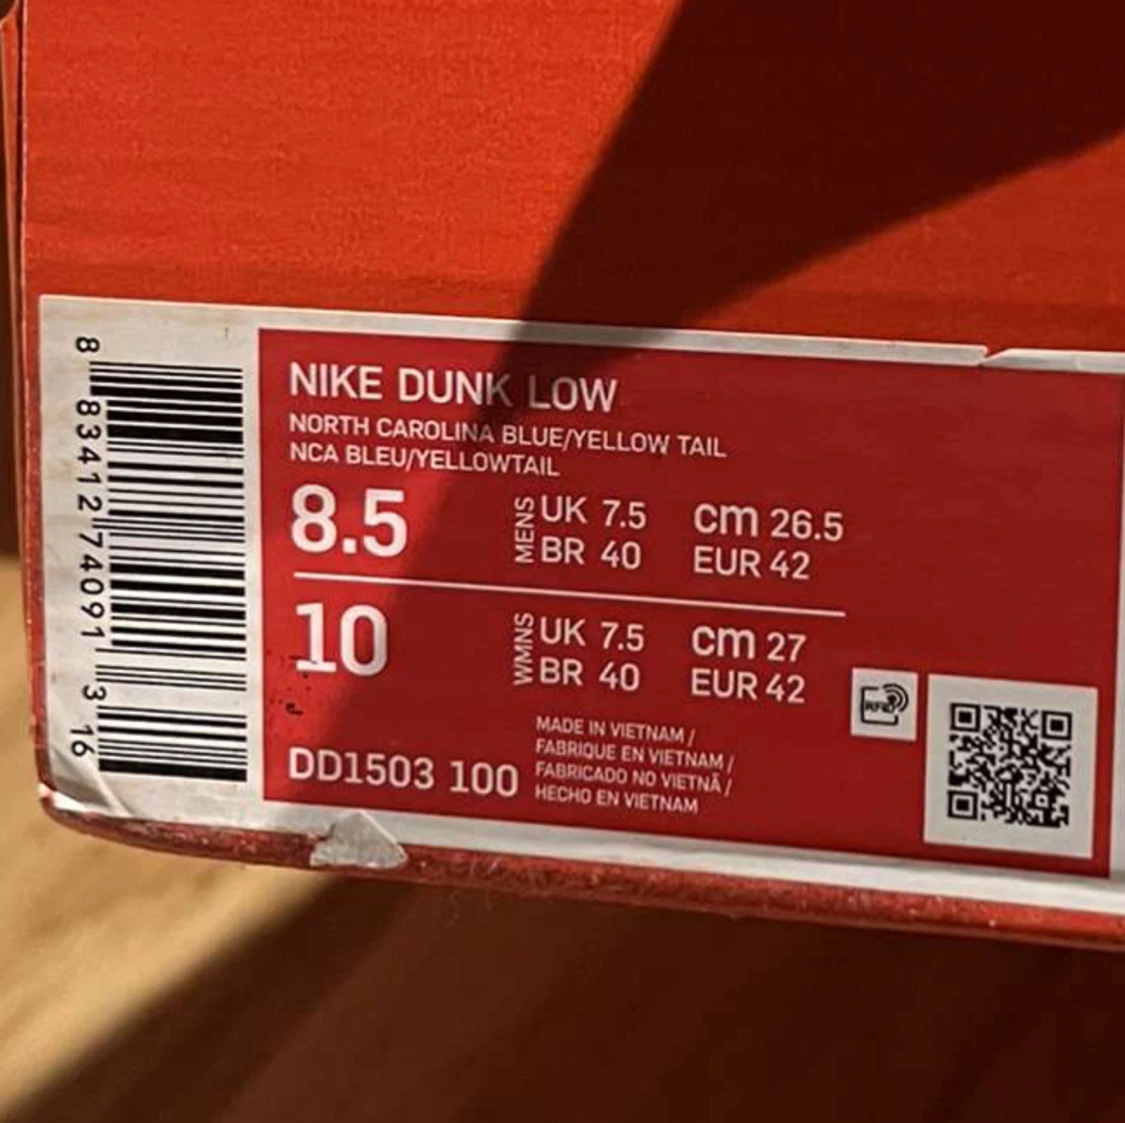 8 83412 74091 3 16
NIKE DUNK LOW
NORTH CAROLINA BLUE/YELLOW TAIL
NCA BLEU/YELLOWTAIL
8.5 MENS UK 7.5 cm 26.5
BR 40 EUR 42
10 WMNS UK 7.5 cm 27
BR 40 EUR 42
RFID
MADE IN VIETNAM /
FABRIQUE EN VIETNAM /
FABRICADO NO VIETNÃ /
HECHO EN VIETNAM
DD1503 100